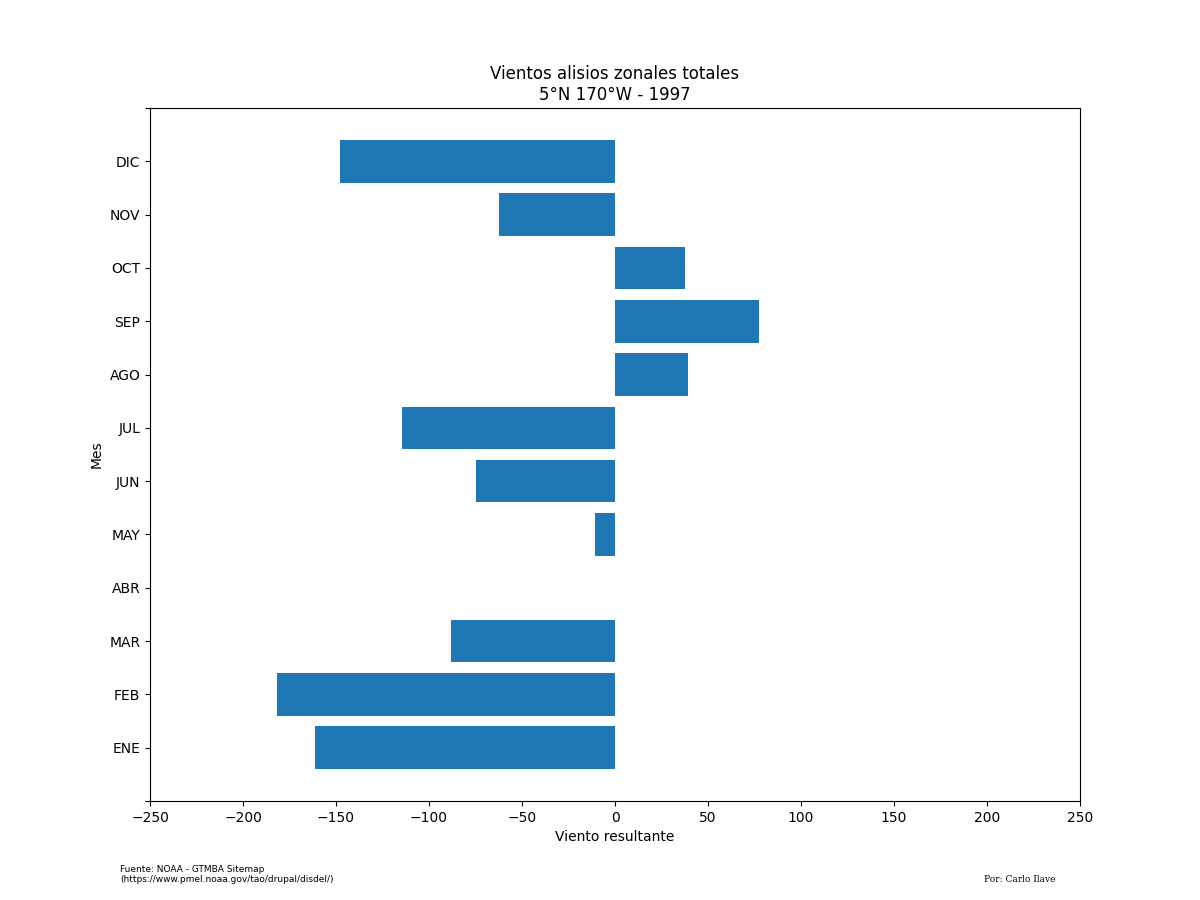 Vientos alisios zonales totales
5°N 170°W - 1997
DIC
NOV
OCT
SEP
AGO
JUL
JUN
MAY
ABR
MAR
FEB
ENE
Mes
−250 −200 −150 −100 −50 0 50 100 150 200 250
Viento resultante
Fuente: NOAA - GTMBA Sitemap
(https://www.pmel.noaa.gov/tao/drupal/disdel/)
Por: Carlo Ilave